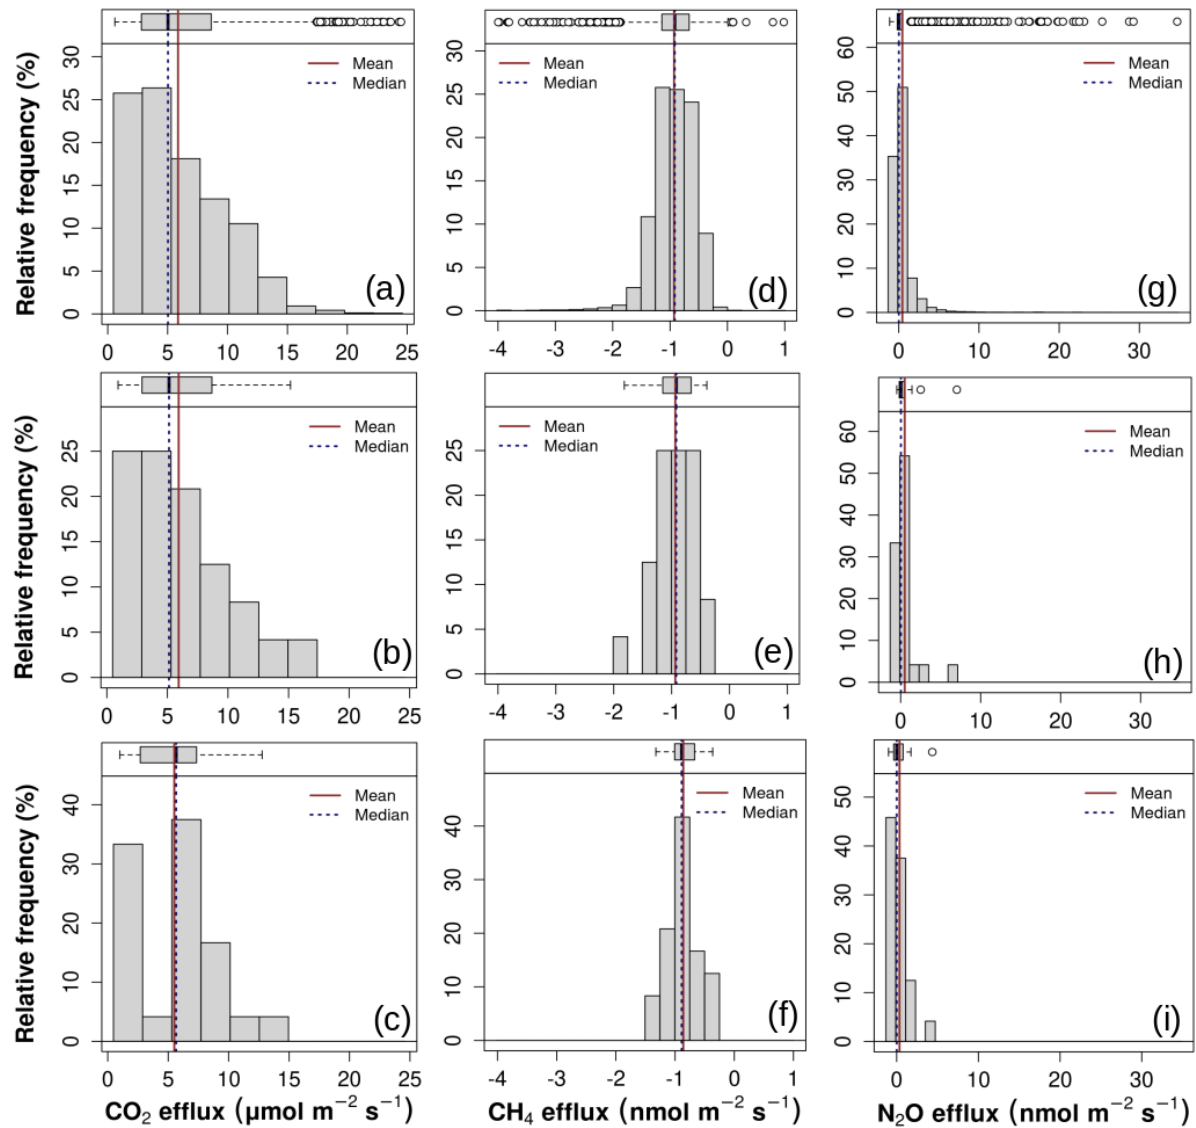 Relative frequency (%)
0 5 10 15 20 25 30
Mean
Median
(a)
0 5 10 15 20 25
0 5 10 15 20 25 30
Mean
Median
(d)
-4 -3 -2 -1 0 1
0 10 20 30 40 50 60
Mean
Median
(g)
0 10 20 30
Relative frequency (%)
0 5 10 15 20 25
Mean
Median
(b)
0 5 10 15 20 25
0 5 10 15 20 25
Mean
Median
(e)
-4 -3 -2 -1 0 1
0 10 20 30 40 50 60
Mean
Median
(h)
0 10 20 30
Relative frequency (%)
0 10 20 30 40
Mean
Median
(c)
0 5 10 15 20 25
CO₂ efflux (μmol m⁻² s⁻¹)
0 10 20 30 40
Mean
Median
(f)
-4 -3 -2 -1 0 1
CH₄ efflux (nmol m⁻² s⁻¹)
0 10 20 30 40 50
Mean
Median
(i)
0 10 20 30
N₂O efflux (nmol m⁻² s⁻¹)